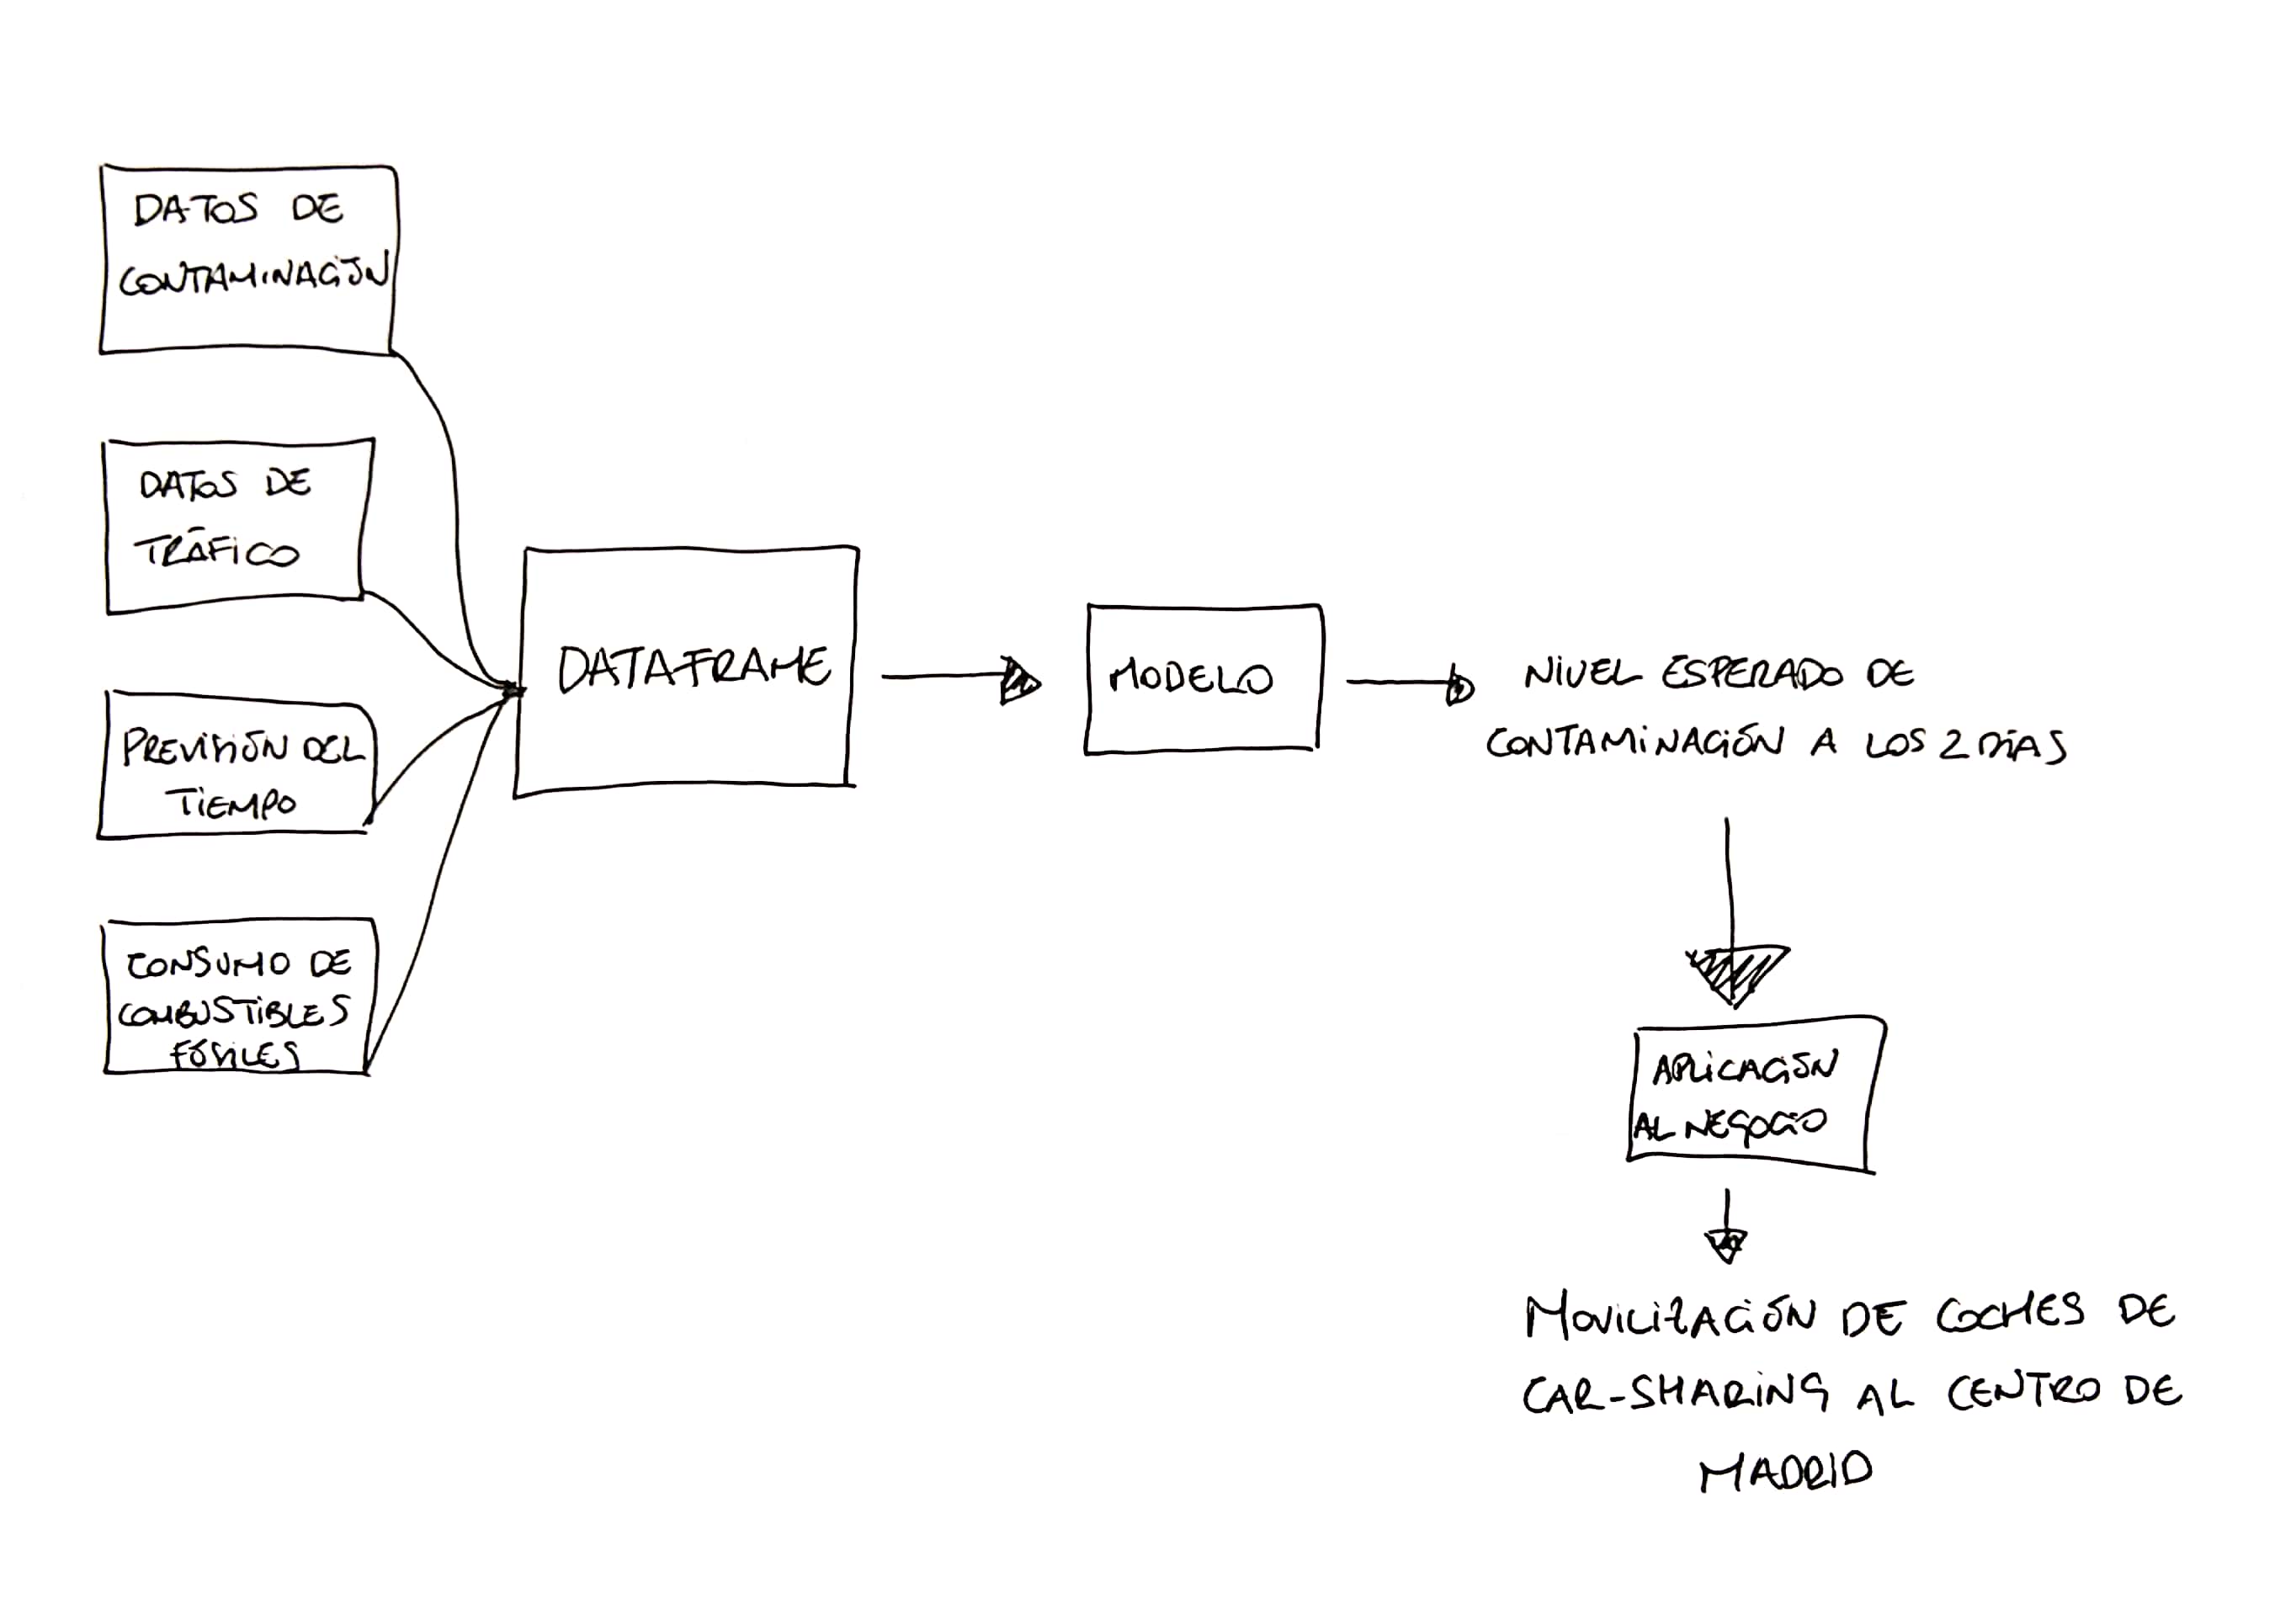 DATOS DE
CONTAMINACIÓN
DATOS DE
TRÁFICO
PREVISIÓN DEL
TIEMPO
CONSUMO DE
COMBUSTIBLES
FÓSILES
DATAFRAME
MODELO
NIVEL ESPERADO DE
CONTAMINACIÓN A LOS 2 DÍAS
APLICACIÓN
AL NEGOCIO
MOVILIZACIÓN DE COCHES DE
CAR-SHARING AL CENTRO DE
MADRID